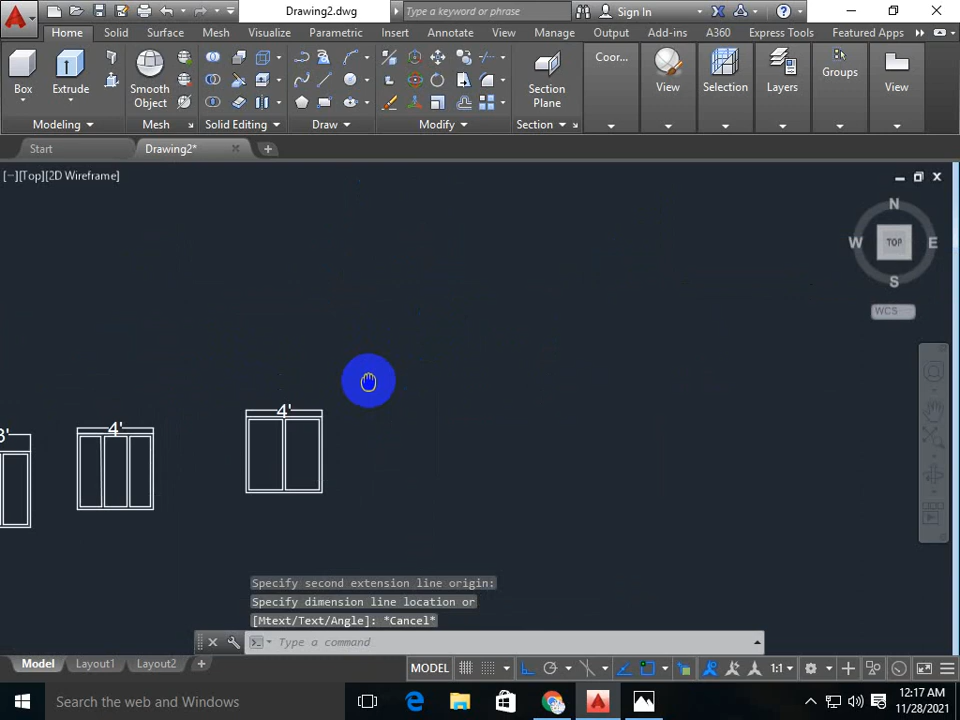 Drawing2.dwg
Type a keyword or phrase
Sign In
Home Solid Surface Mesh Visualize Parametric Insert Annotate View Manage Output Add-ins A360 Express Tools Featured Apps
Box Extrude Smooth Object Section Plane Coor... View Selection Layers Groups View
Modeling Mesh Solid Editing Draw Modify Section
Start Drawing2*
[−][Top][2D Wireframe]
N
W TOP E
S
WCS
4'
4'
3'
Specify second extension line origin:
Specify dimension line location or
[Mtext/Text/Angle]: *Cancel*
Type a command
Model Layout1 Layout2 MODEL 1:1
Search the web and Windows
12:17 AM
11/28/2021